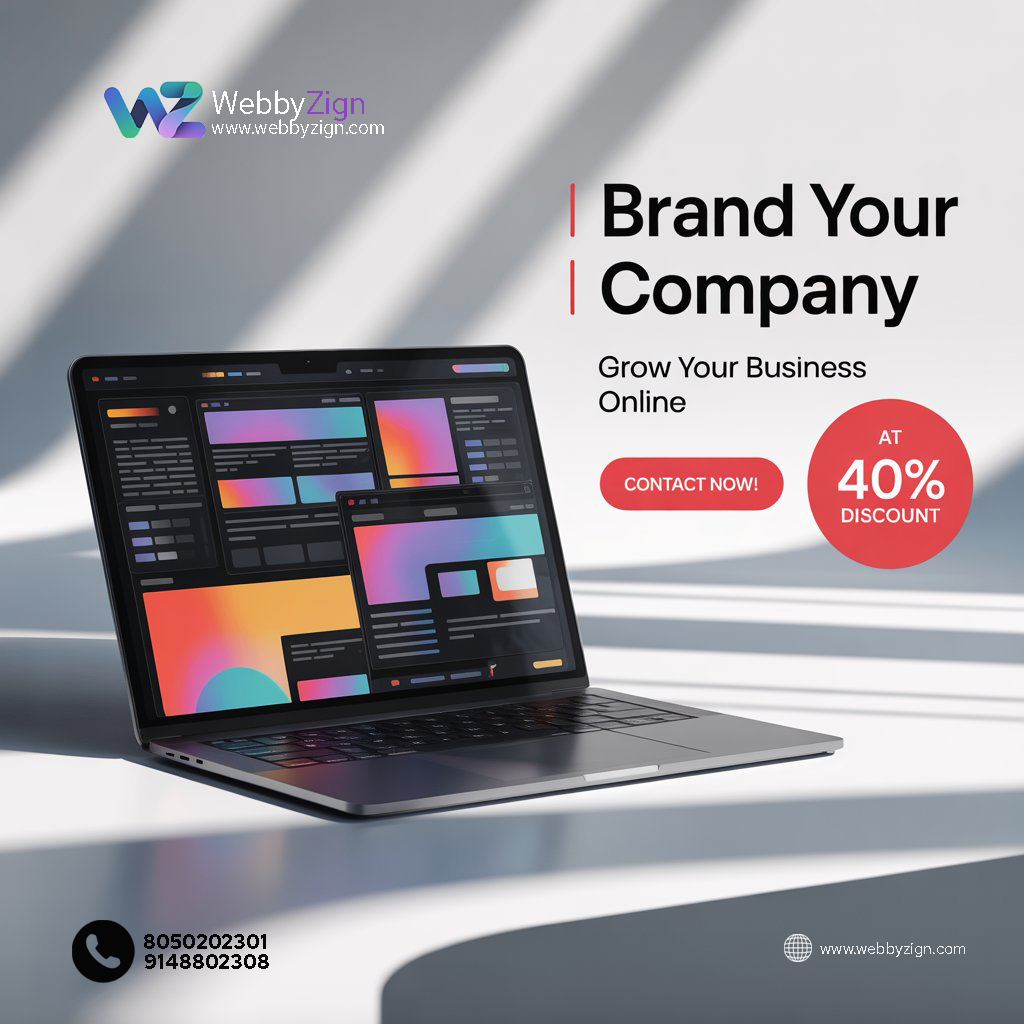 WebbyZign
www.webbyzign.com
Brand Your
Company
Grow Your Business
Online
CONTACT NOW!
AT
40%
DISCOUNT
8050202301
9148802308
www.webbyzign.com